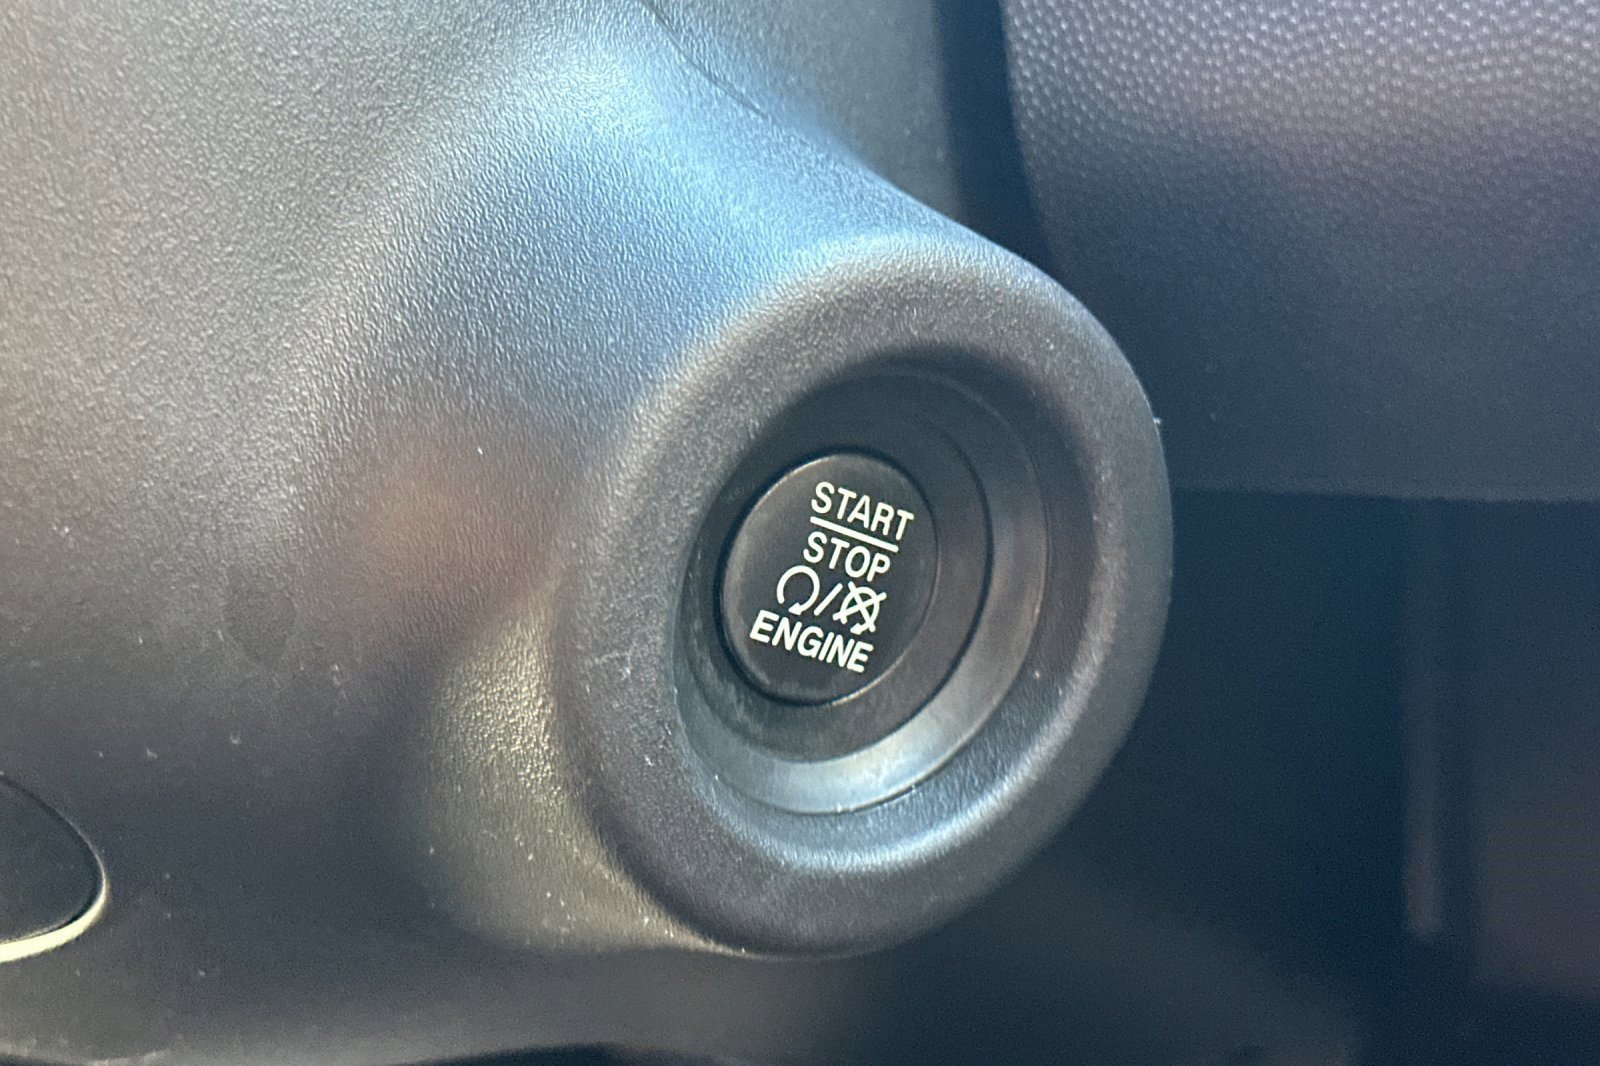 START
STOP
/
ENGINE